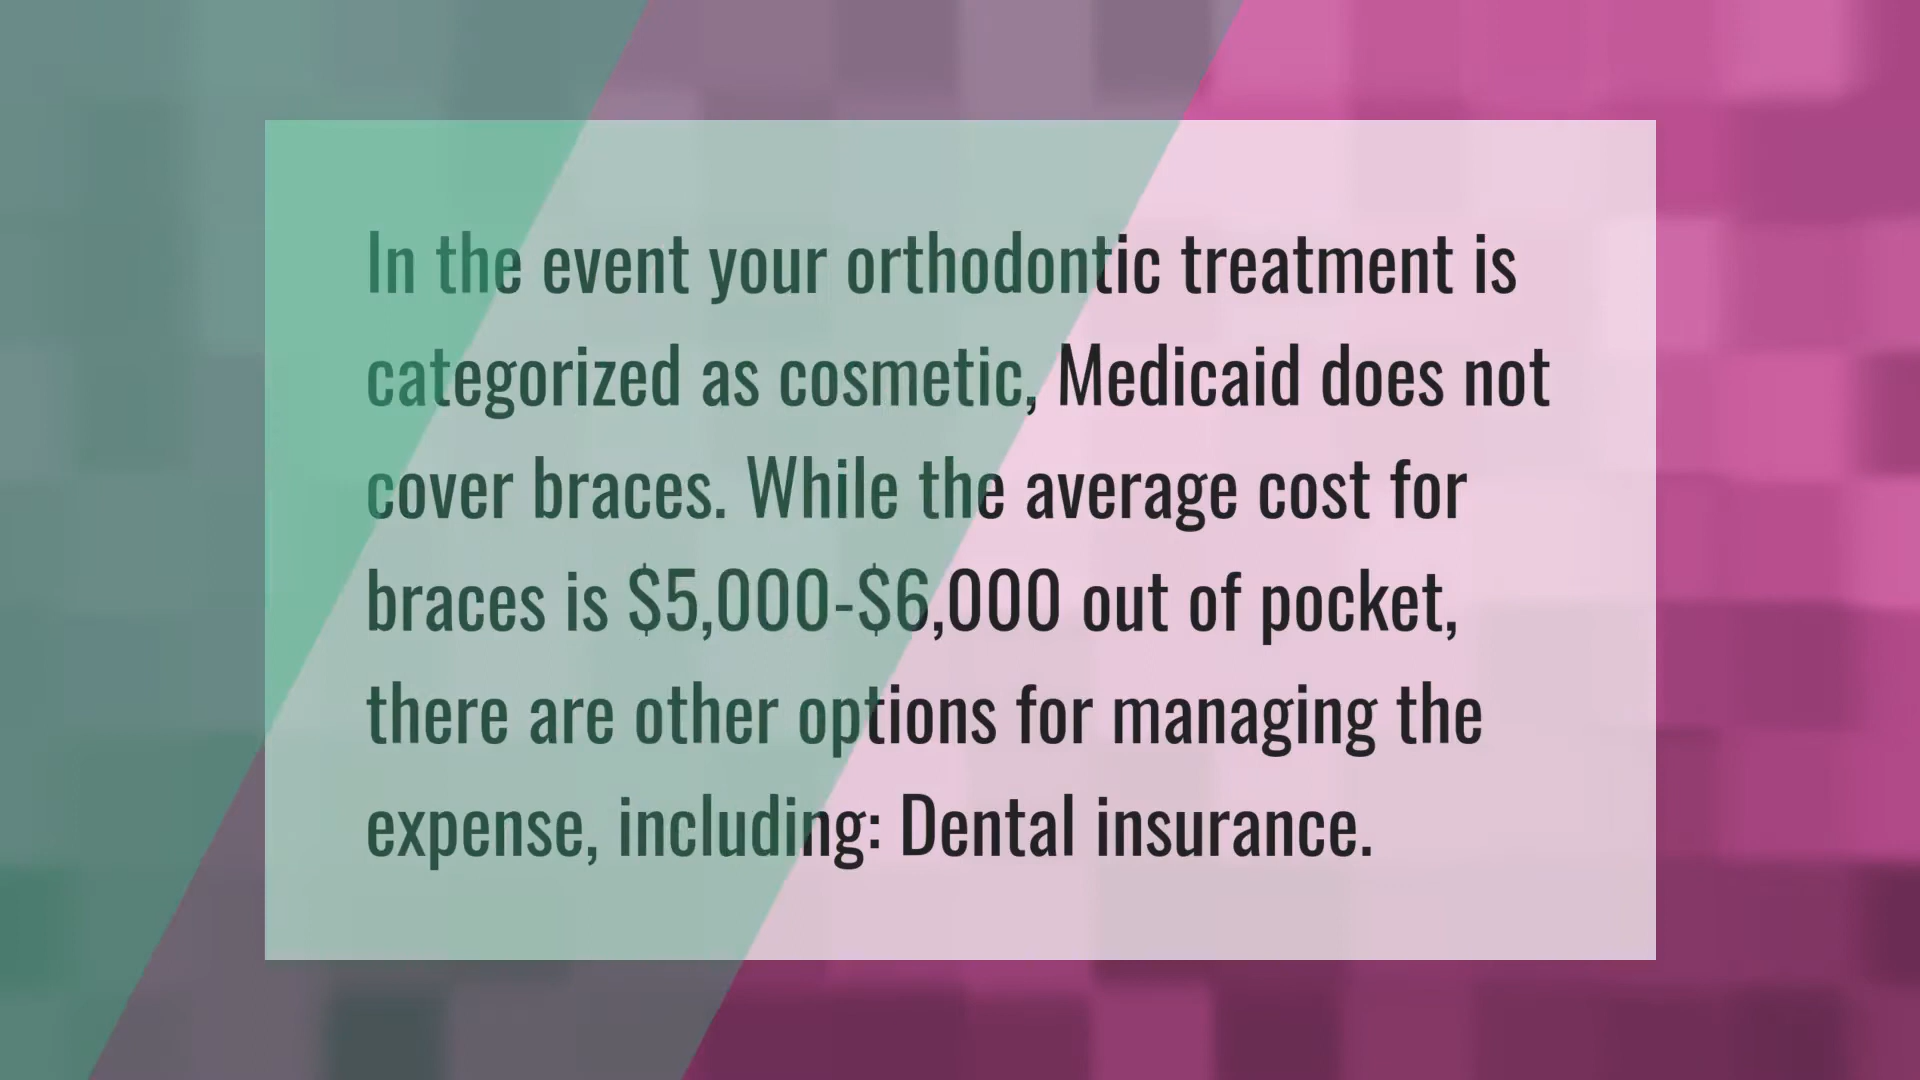 In the event your orthodontic treatment is
categorized as cosmetic, Medicaid does not
cover braces. While the average cost for
braces is $5,000-$6,000 out of pocket,
there are other options for managing the
expense, including: Dental insurance.